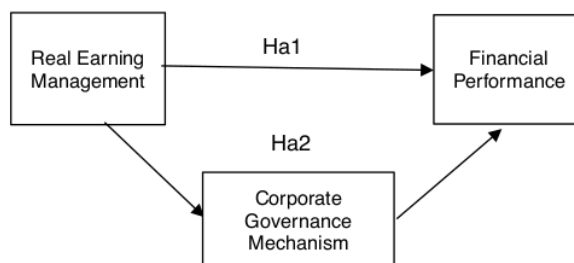 Real Earning
Management
Ha1
Financial
Performance
Ha2
Corporate
Governance
Mechanism